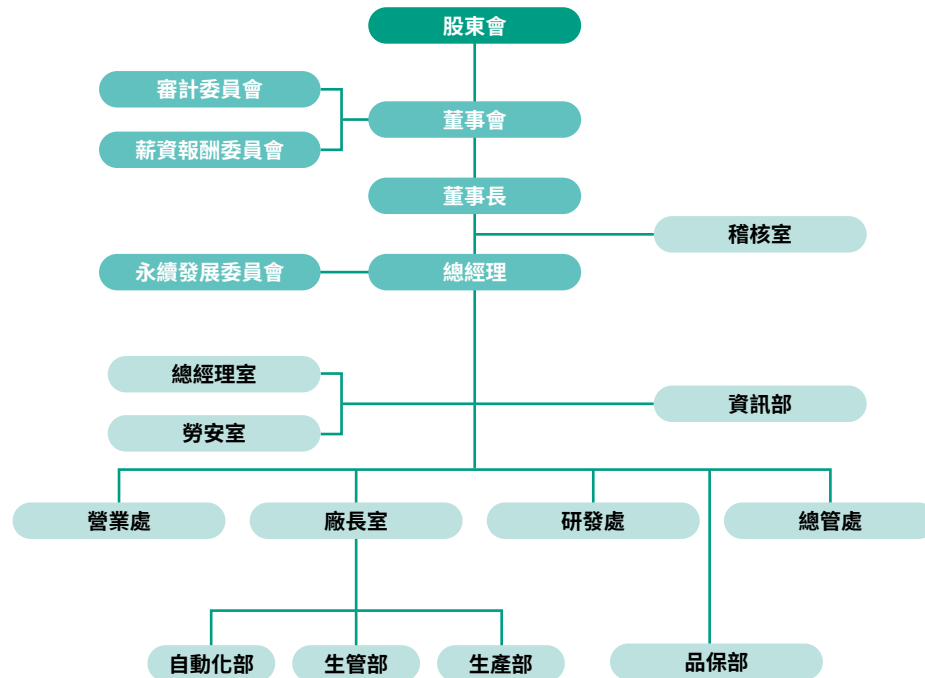 股東會
審計委員會
董事會
薪資報酬委員會
董事長
稽核室
永續發展委員會
總經理
總經理室
資訊部
勞安室
營業處
廠長室
研發處
總管處
自動化部
生管部
生產部
品保部